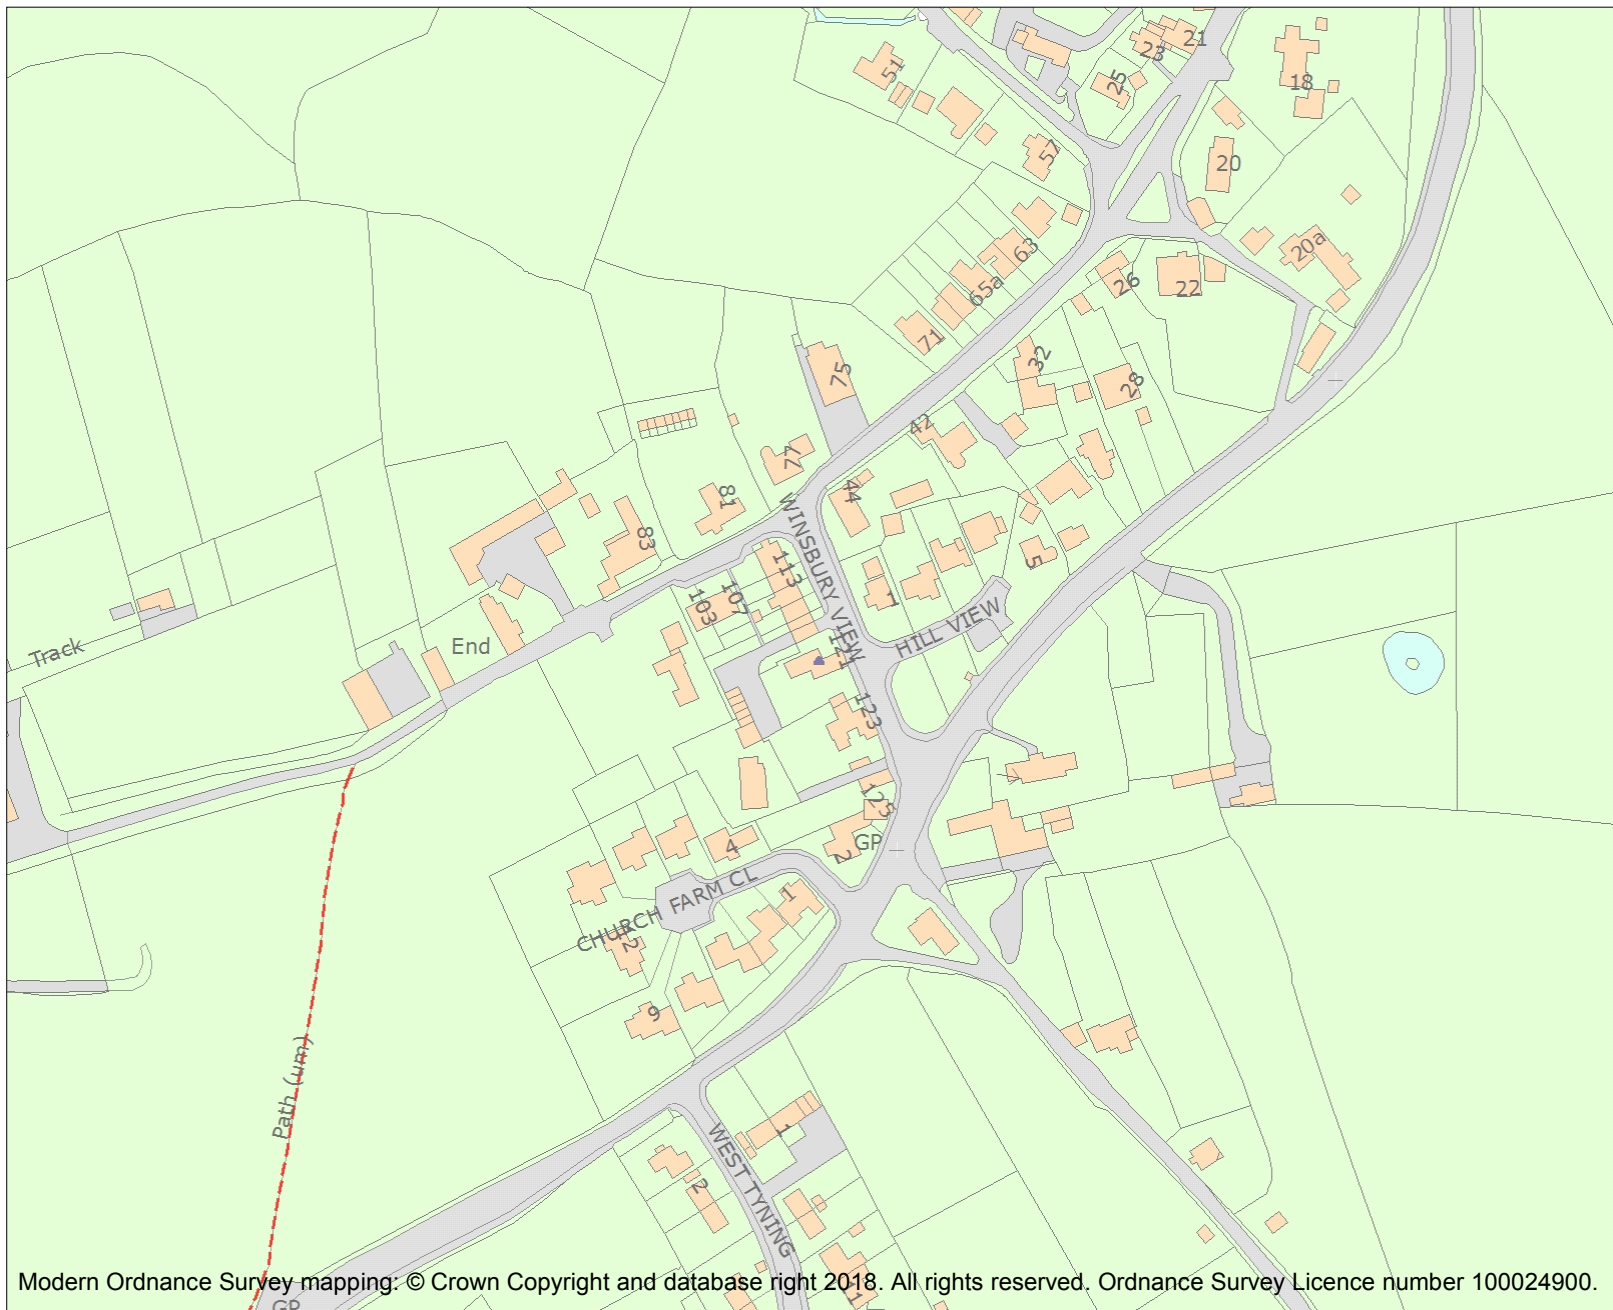 21
23
51
25
18
57
20
63
20a
65a
26
22
71
32
75
28
42
77
44
81
WINSBURY VIEW
83
113
5
107
103
1
HILL VIEW
End
Track
121
123
125
GP
2
4
CHURCH FARM CL
1
12
9
Path (um)
1
WEST TYNING
2
11
Modern Ordnance Survey mapping: © Crown Copyright and database right 2018. All rights reserved. Ordnance Survey Licence number 100024900.
GP